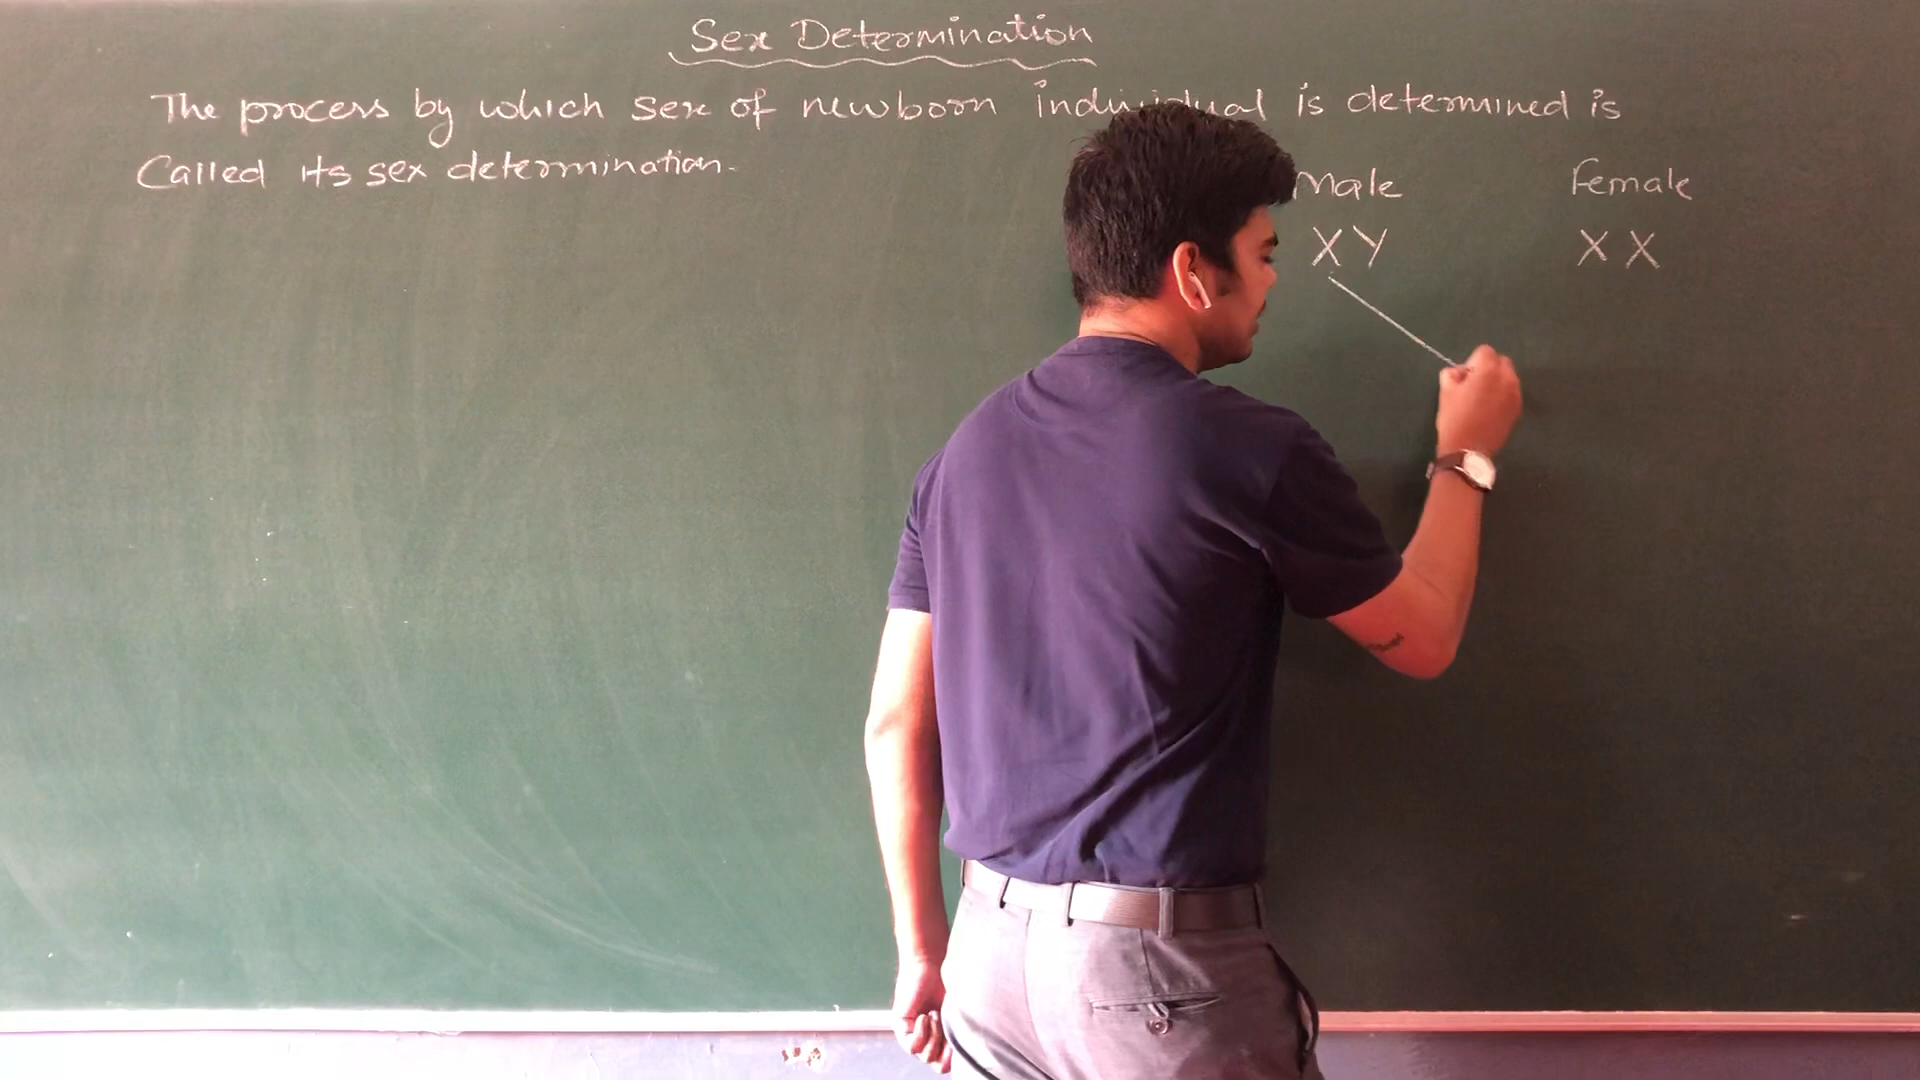 Sex Determination
The process by which sex of newborn individual is determined is
Called its sex determination.
Male Female
XY XX